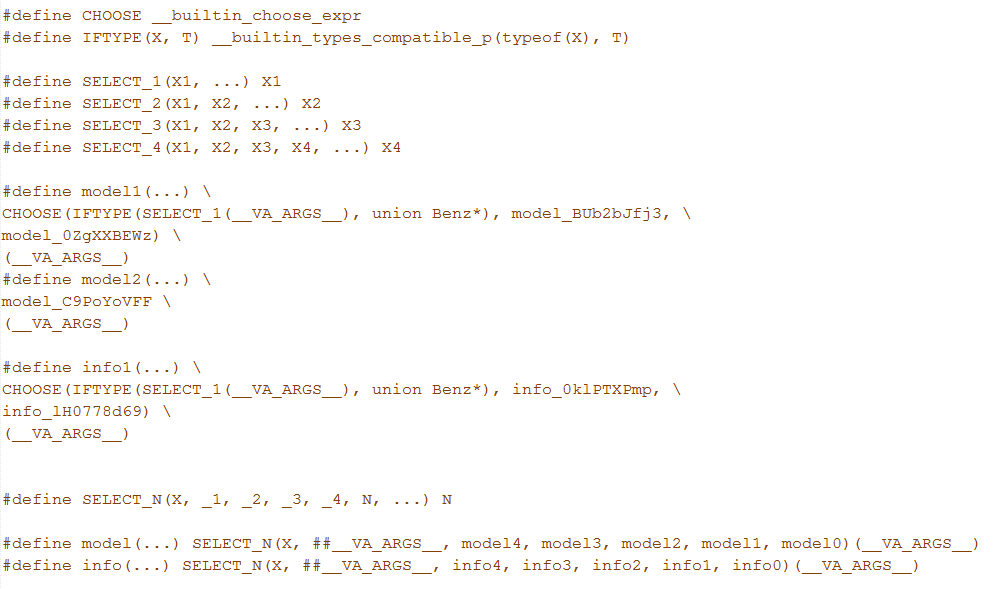 #define CHOOSE __builtin_choose_expr
#define IFTYPE(X, T) __builtin_types_compatible_p(typeof(X), T)
#define SELECT_1(X1, ...) X1
#define SELECT_2(X1, X2, ...) X2
#define SELECT_3(X1, X2, X3, ...) X3
#define SELECT_4(X1, X2, X3, X4, ...) X4
#define model1(...) \
CHOOSE(IFTYPE(SELECT_1(__VA_ARGS__), union Benz*), model_BUb2bJfj3, \
model_0ZgXXBEWz) \
(__VA_ARGS__)
#define model2(...) \
model_C9PoYoVFF \
(__VA_ARGS__)
#define info1(...) \
CHOOSE(IFTYPE(SELECT_1(__VA_ARGS__), union Benz*), info_0klPTXPmp, \
info_lH0778d69) \
(__VA_ARGS__)
#define SELECT_N(X, _1, _2, _3, _4, N, ...) N
#define model(...) SELECT_N(X, ##__VA_ARGS__, model4, model3, model2, model1, model0)(__VA_ARGS__)
#define info(...) SELECT_N(X, ##__VA_ARGS__, info4, info3, info2, info1, info0)(__VA_ARGS__)